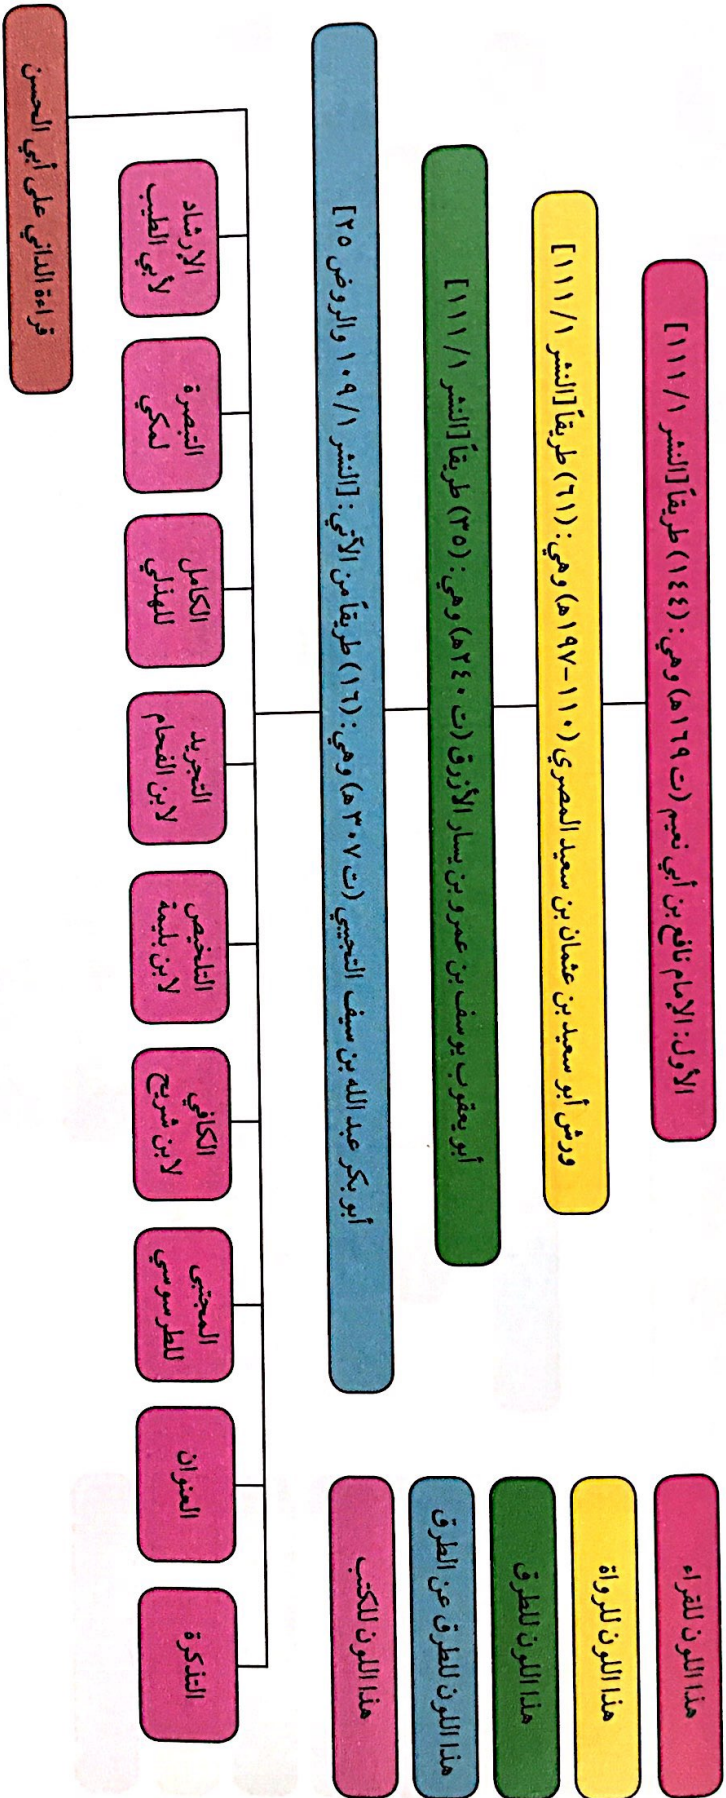 هذا اللون للقراء
هذا اللون للرواة
هذا اللون للطرق
هذا اللون للطرق عن الطرق
هذا اللون للكتب
الأول: الإمام نافع بن أبي نعيم (ت ١٦٩هـ) وهي: (١٤٤) طريقاً [النشر ١/ ١١١]
ورش أبو سعيد بن عثمان بن سعيد المصري (١١٠-١٩٧هـ) وهي: (٦١) طريقاً [النشر ١/ ١١١]
أبو يعقوب يوسف بن عمرو بن يسار الأزرق (ت ٢٤٠هـ) وهي: (٣٥) طريقاً [النشر ١/ ١١١]
أبو بكر عبد الله بن سيف التجيبي (ت ٣٠٧ هـ) وهي: (١٦) طريقاً من الآتي: [النشر ١/ ١٠٩ والروض ٢٥]
التذكرة
العنوان
المجتبى
للطرسوسي
الكافي
لابن شريح
التلخيص
لابن بليمة
التجريد
لابن الفحام
الكامل
للهذلي
التبصرة
لمكي
الإرشاد
لأبي الطيب
قراءة الداني على أبي الحسن